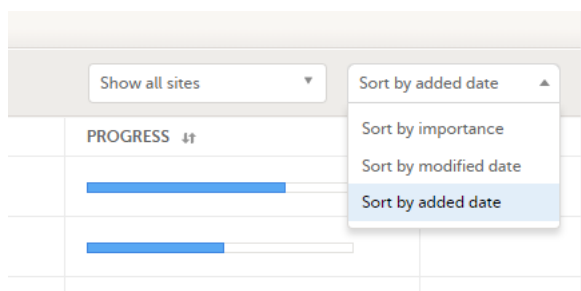 Show all sites
Sort by added date
PROGRESS
Sort by importance
Sort by modified date
Sort by added date